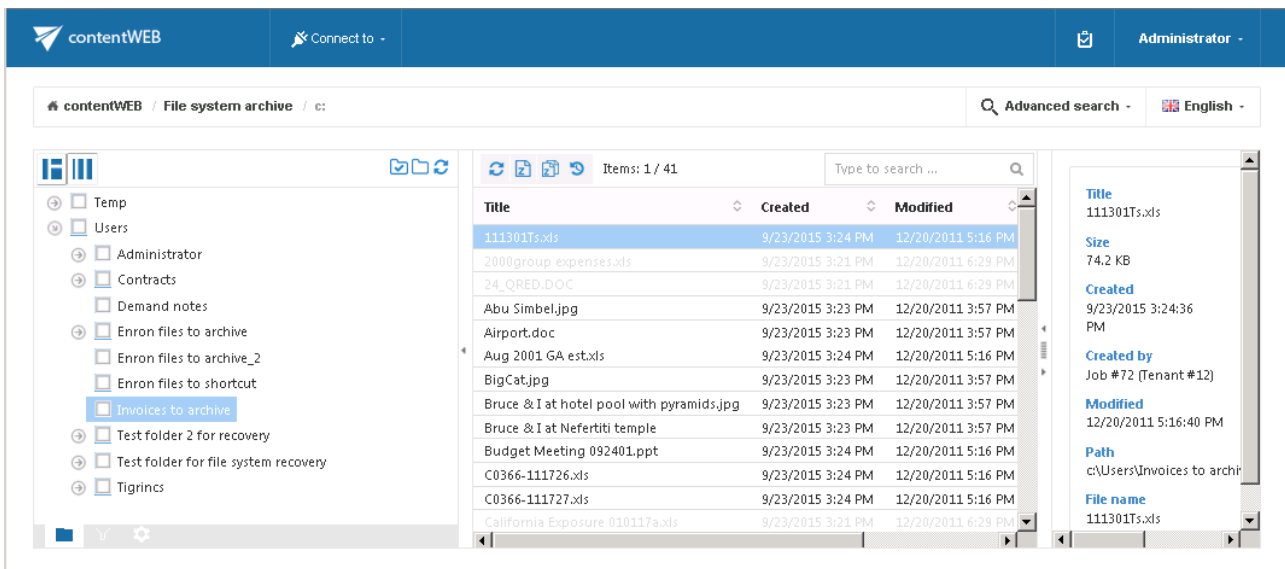 contentWEB
Connect to
Administrator
contentWEB / File system archive / c:
Advanced search
English
Temp
Users
Administrator
Contracts
Demand notes
Enron files to archive
Enron files to archive_2
Enron files to shortcut
Invoices to archive
Test folder 2 for recovery
Test folder for file system recovery
Tigrincs
Items: 1 / 41
Type to search ...
Title Created Modified
111301Ts.xls 9/23/2015 3:24 PM 12/20/2011 5:16 PM
2000group expenses.xls 9/23/2015 3:21 PM 12/20/2011 6:29 PM
24_QRED.DOC 9/23/2015 3:21 PM 12/20/2011 6:29 PM
Abu Simbel.jpg 9/23/2015 3:23 PM 12/20/2011 3:57 PM
Airport.doc 9/23/2015 3:23 PM 12/20/2011 3:57 PM
Aug 2001 GA est.xls 9/23/2015 3:24 PM 12/20/2011 5:16 PM
BigCat.jpg 9/23/2015 3:23 PM 12/20/2011 3:57 PM
Bruce & I at hotel pool with pyramids.jpg 9/23/2015 3:23 PM 12/20/2011 3:57 PM
Bruce & I at Nefertiti temple 9/23/2015 3:23 PM 12/20/2011 3:57 PM
Budget Meeting 092401.ppt 9/23/2015 3:24 PM 12/20/2011 5:16 PM
C0366-111726.xls 9/23/2015 3:24 PM 12/20/2011 5:16 PM
C0366-111727.xls 9/23/2015 3:24 PM 12/20/2011 5:16 PM
California Exposure 010117a.xls 9/23/2015 3:21 PM 12/20/2011 6:29 PM
Title
111301Ts.xls
Size
74.2 KB
Created
9/23/2015 3:24:36
PM
Created by
Job #72 (Tenant #12)
Modified
12/20/2011 5:16:40 PM
Path
c:\Users\Invoices to archiv
File name
111301Ts.xls